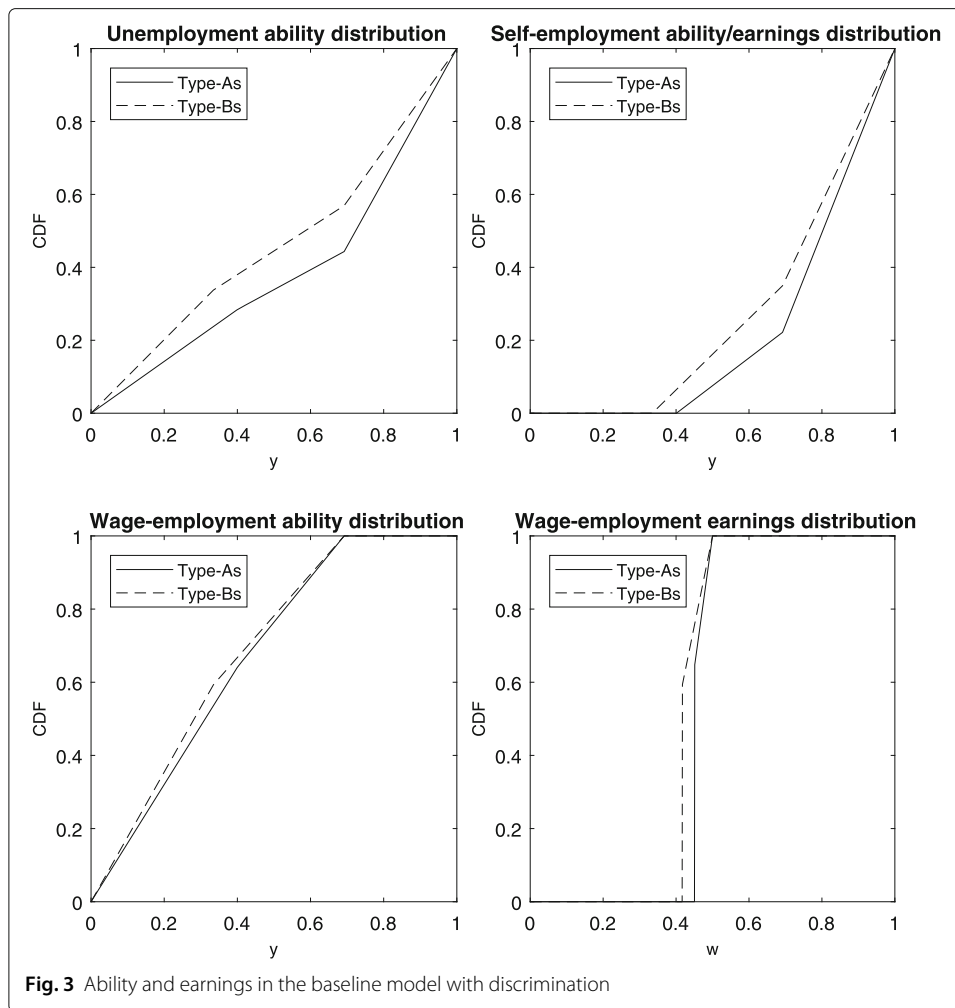 Unemployment ability distribution
1
0.8
0.6
0.4
0.2
0
CDF
Type-As
Type-Bs
0 0.2 0.4 0.6 0.8 1
y
Self-employment ability/earnings distribution
1
0.8
0.6
0.4
0.2
0
CDF
Type-As
Type-Bs
0 0.2 0.4 0.6 0.8 1
y
Wage-employment ability distribution
1
0.8
0.6
0.4
0.2
0
CDF
Type-As
Type-Bs
0 0.2 0.4 0.6 0.8 1
y
Wage-employment earnings distribution
1
0.8
0.6
0.4
0.2
0
CDF
Type-As
Type-Bs
0 0.2 0.4 0.6 0.8 1
w
Fig. 3 Ability and earnings in the baseline model with discrimination